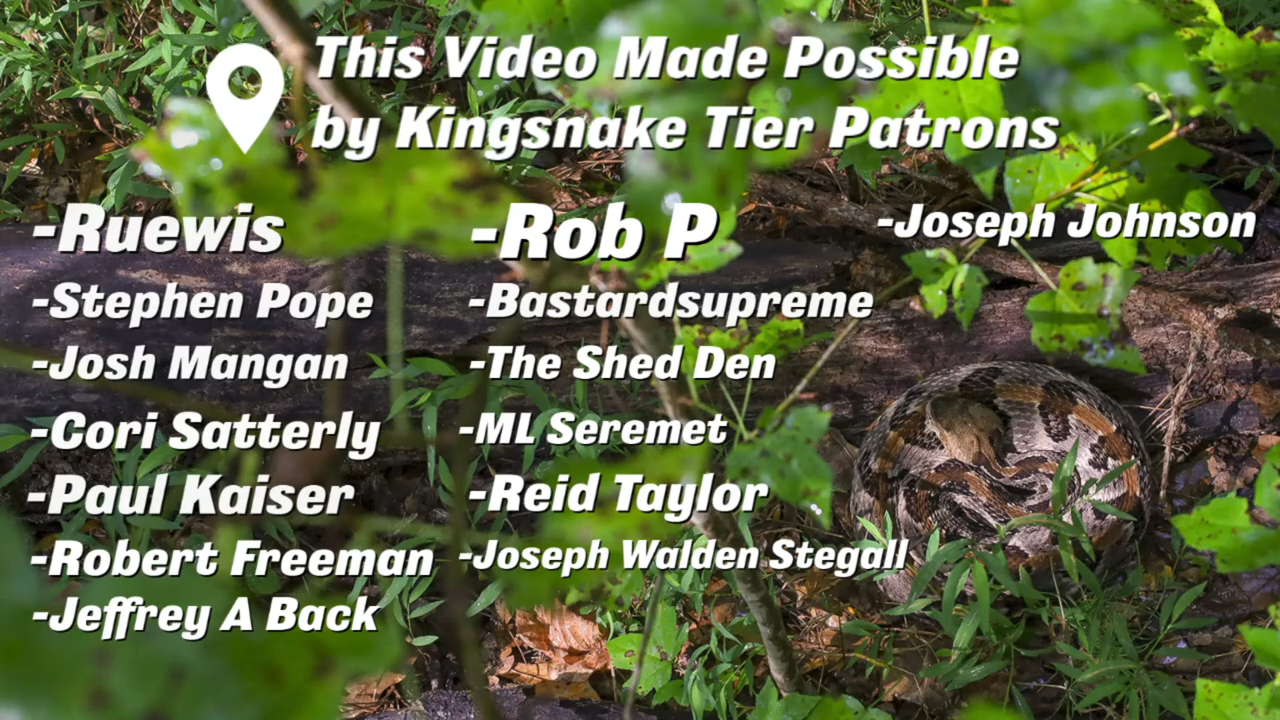 This Video Made Possible
by Kingsnake Tier Patrons
-Ruewis
-Stephen Pope
-Josh Mangan
-Cori Satterly
-Paul Kaiser
-Robert Freeman
-Jeffrey A Back
-Rob P
-Bastardsupreme
-The Shed Den
-ML Seremet
-Reid Taylor
-Joseph Walden Stegall
-Joseph Johnson